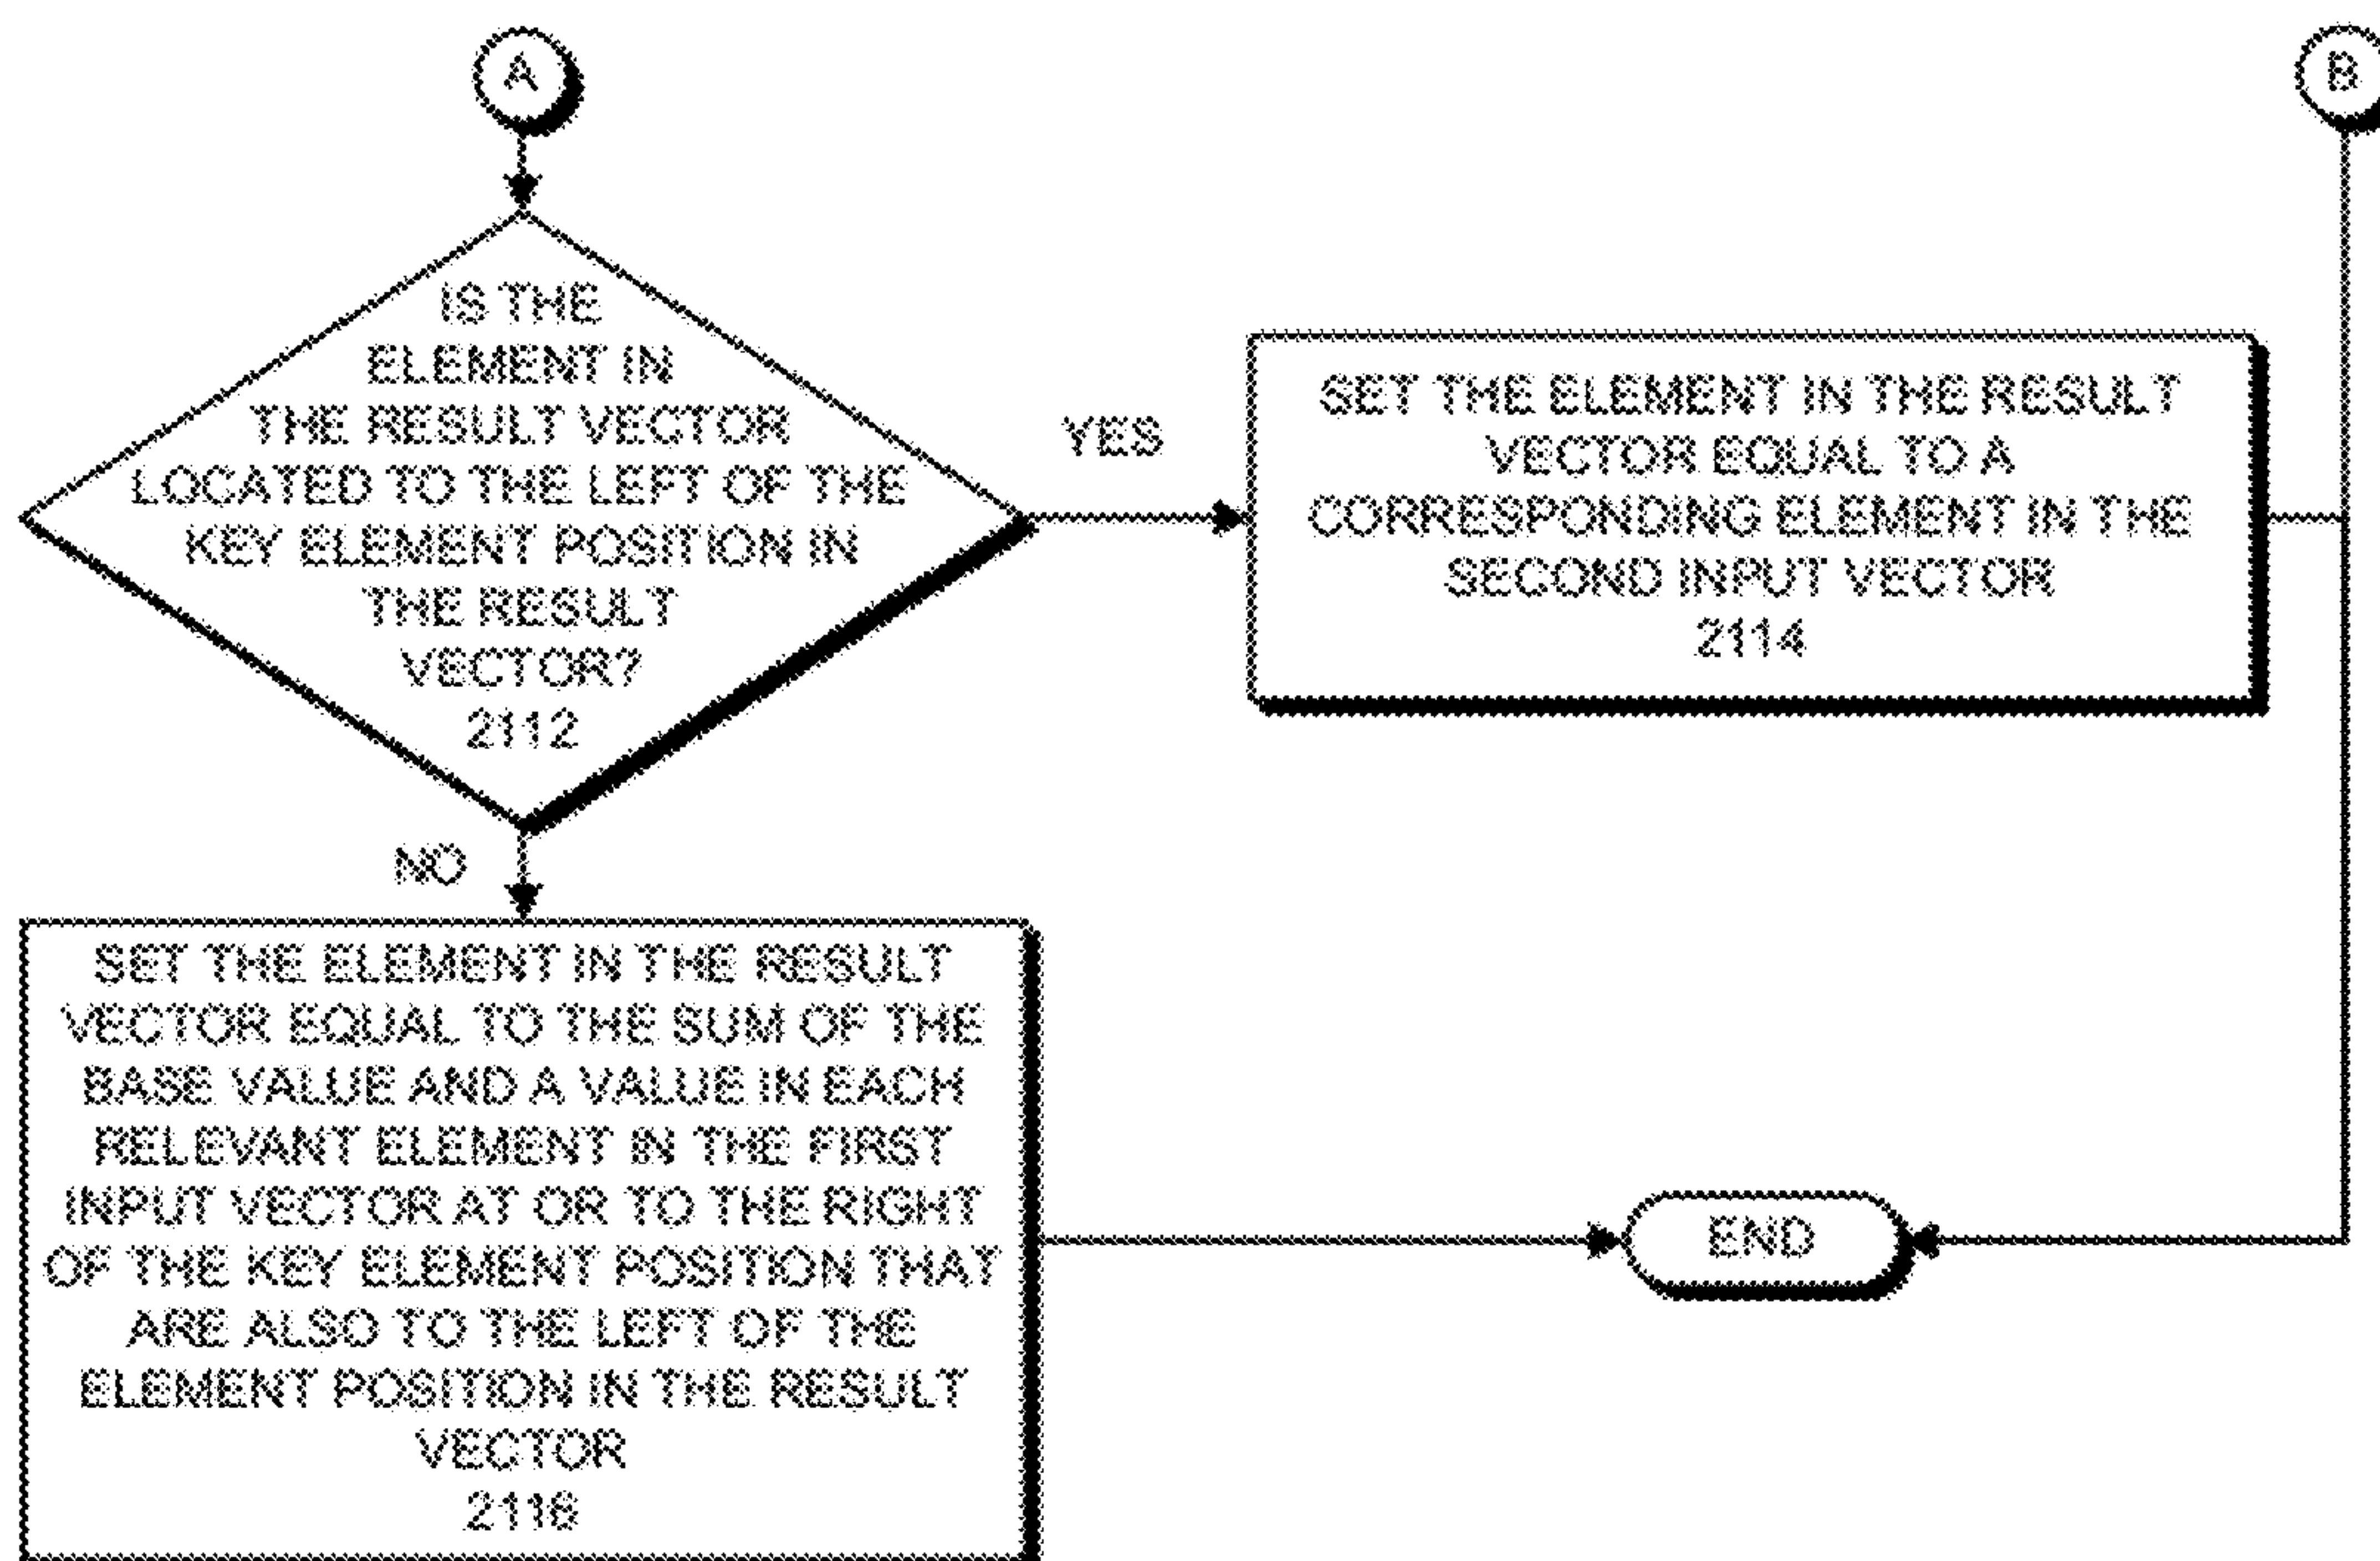 A
B
IS THE
ELEMENT IN
THE RESULT VECTOR
LOCATED TO THE LEFT OF THE
KEY ELEMENT POSITION IN
THE RESULT
VECTOR?
2112
YES
SET THE ELEMENT IN THE RESULT
VECTOR EQUAL TO A
CORRESPONDING ELEMENT IN THE
SECOND INPUT VECTOR
2114
NO
SET THE ELEMENT IN THE RESULT
VECTOR EQUAL TO THE SUM OF THE
BASE VALUE AND A VALUE IN EACH
RELEVANT ELEMENT IN THE FIRST
INPUT VECTOR AT OR TO THE RIGHT
OF THE KEY ELEMENT POSITION THAT
ARE ALSO TO THE LEFT OF THE
ELEMENT POSITION IN THE RESULT
VECTOR
2116
END